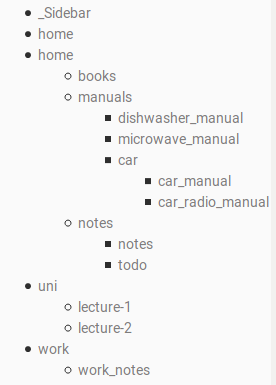 _Sidebar
home
home
books
manuals
dishwasher_manual
microwave_manual
car
car_manual
car_radio_manual
notes
notes
todo
uni
lecture-1
lecture-2
work
work_notes